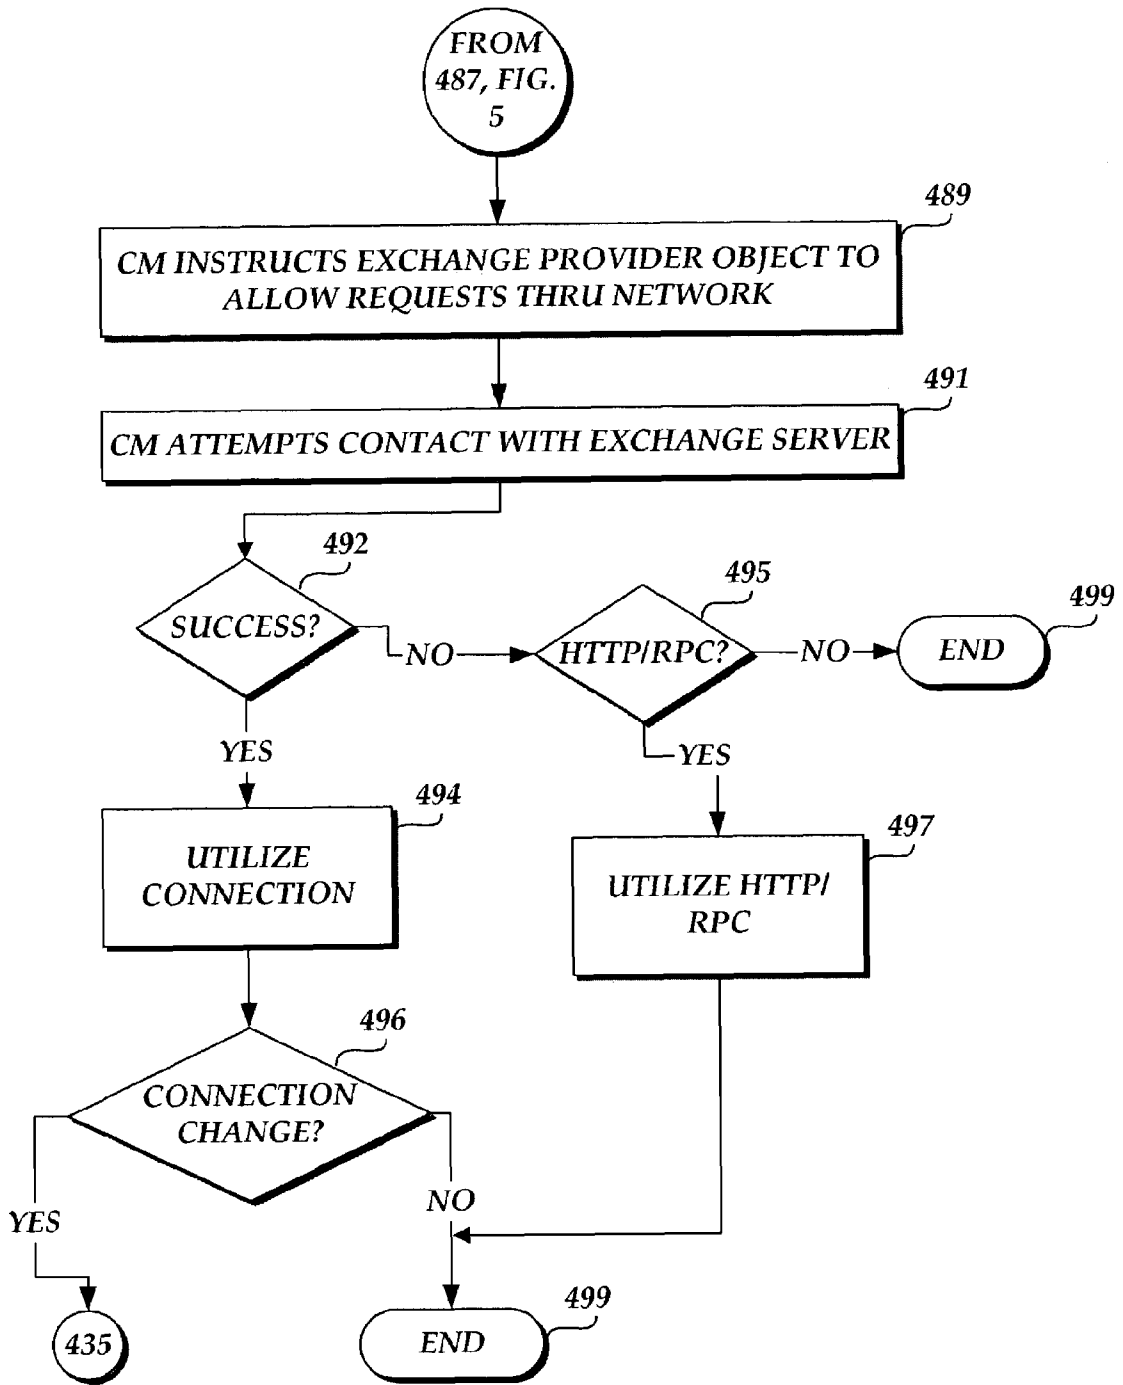 FROM
487, FIG.
5
489
CM INSTRUCTS EXCHANGE PROVIDER OBJECT TO
ALLOW REQUESTS THRU NETWORK
491
CM ATTEMPTS CONTACT WITH EXCHANGE SERVER
492
SUCCESS?
NO
495
HTTP/RPC?
NO
499
END
YES
YES
494
UTILIZE
CONNECTION
497
UTILIZE HTTP/
RPC
496
CONNECTION
CHANGE?
YES
NO
435
499
END